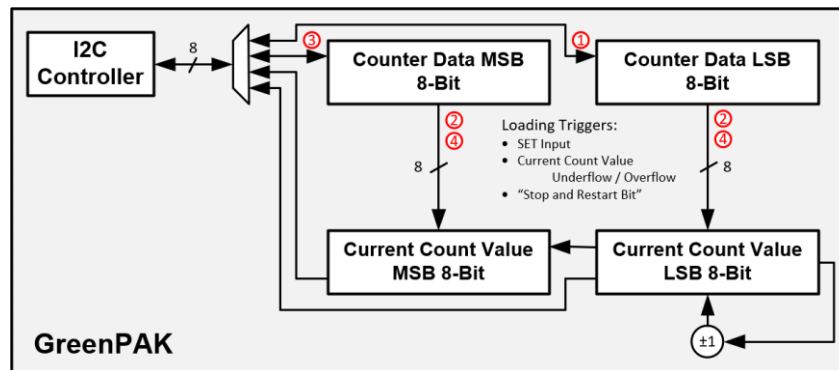 I2C
Controller
8
③
Counter Data MSB
8-Bit
①
Counter Data LSB
8-Bit
②
④
8
Loading Triggers:
• SET Input
• Current Count Value
Underflow / Overflow
• “Stop and Restart Bit”
②
④
8
Current Count Value
MSB 8-Bit
Current Count Value
LSB 8-Bit
±1
GreenPAK